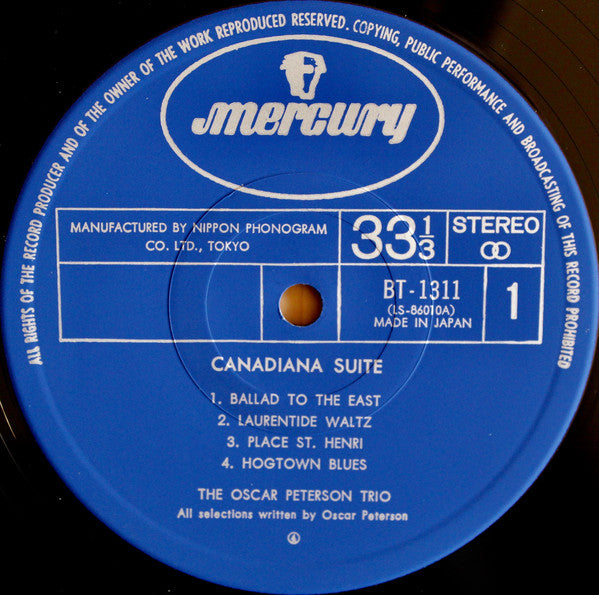 ALL RIGHTS OF THE RECORD PRODUCER AND OF THE OWNER OF THE WORK REPRODUCED RESERVED. COPYING, PUBLIC PERFORMANCE AND BROADCASTING OF THIS RECORD PROHIBITED
mercury
MANUFACTURED BY NIPPON PHONOGRAM
CO. LTD., TOKYO
33 1/3
STEREO
BT-1311
(LS-86010A)
MADE IN JAPAN
1
CANADIANA SUITE
1. BALLAD TO THE EAST
2. LAURENTIDE WALTZ
3. PLACE ST. HENRI
4. HOGTOWN BLUES
THE OSCAR PETERSON TRIO
All selections written by Oscar Peterson